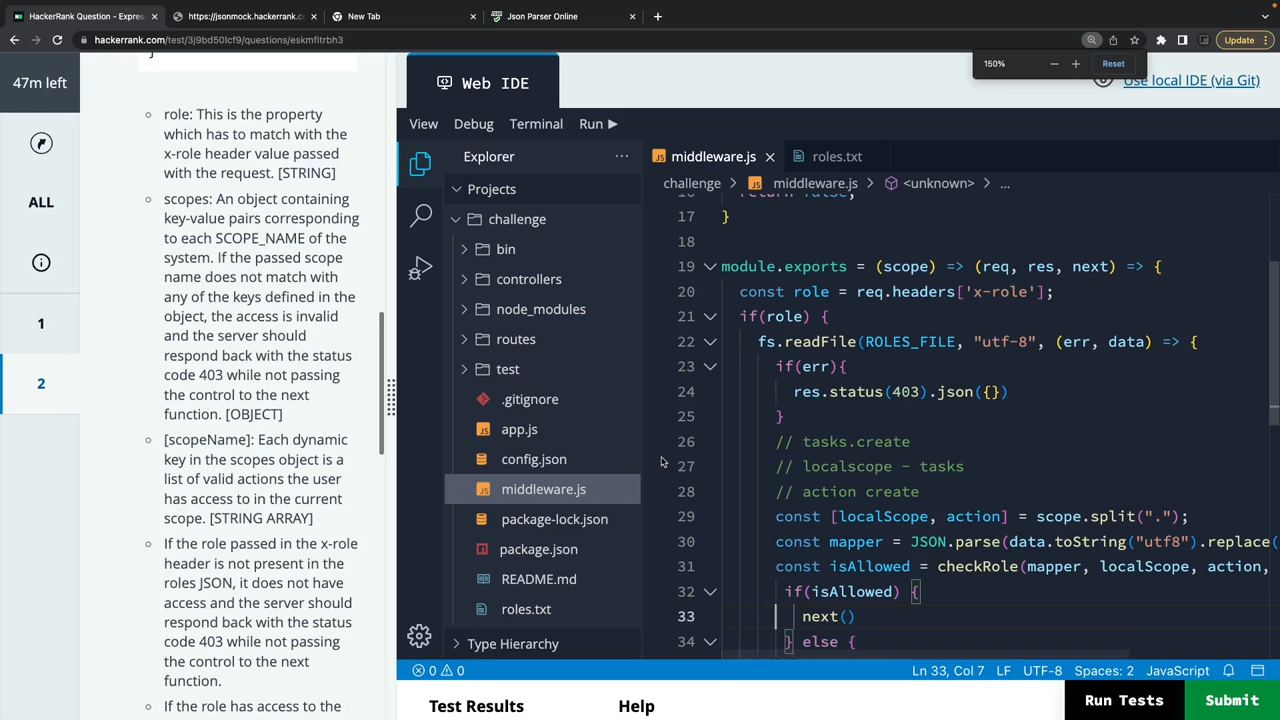 HackerRank Question - Expres
https://jsonmock.hackerrank.c
New Tab
Json Parser Online
hackerrank.com/test/3j9bd50lcf9/questions/eskmfitrbh3
Update
150%
Reset
47m left
ALL
1
2
role: This is the property
which has to match with the
x-role header value passed
with the request. [STRING]
scopes: An object containing
key-value pairs corresponding
to each SCOPE_NAME of the
system. If the passed scope
name does not match with
any of the keys defined in the
object, the access is invalid
and the server should
respond back with the status
code 403 while not passing
the control to the next
function. [OBJECT]
[scopeName]: Each dynamic
key in the scopes object is a
list of valid actions the user
has access to in the current
scope. [STRING ARRAY]
If the role passed in the x-role
header is not present in the
roles JSON, it does not have
access and the server should
respond back with the status
code 403 while not passing
the control to the next
function.
If the role has access to the
Web IDE
Use local IDE (via Git)
View Debug Terminal Run
Explorer
Projects
challenge
bin
controllers
node_modules
routes
test
.gitignore
app.js
config.json
middleware.js
package-lock.json
package.json
README.md
roles.txt
Type Hierarchy
middleware.js
roles.txt
challenge > middleware.js > <unknown> > ...
16 return false;
17 }
18
19 module.exports = (scope) => (req, res, next) => {
20 const role = req.headers['x-role'];
21 if(role) {
22 fs.readFile(ROLES_FILE, "utf-8", (err, data) => {
23 if(err){
24 res.status(403).json({})
25 }
26 // tasks.create
27 // localscope - tasks
28 // action create
29 const [localScope, action] = scope.split(".");
30 const mapper = JSON.parse(data.toString("utf8").replace(
31 const isAllowed = checkRole(mapper, localScope, action,
32 if(isAllowed) {
33 next()
34 } else {
0 0
Ln 33, Col 7 LF UTF-8 Spaces: 2 JavaScript
Test Results Help
Run Tests
Submit